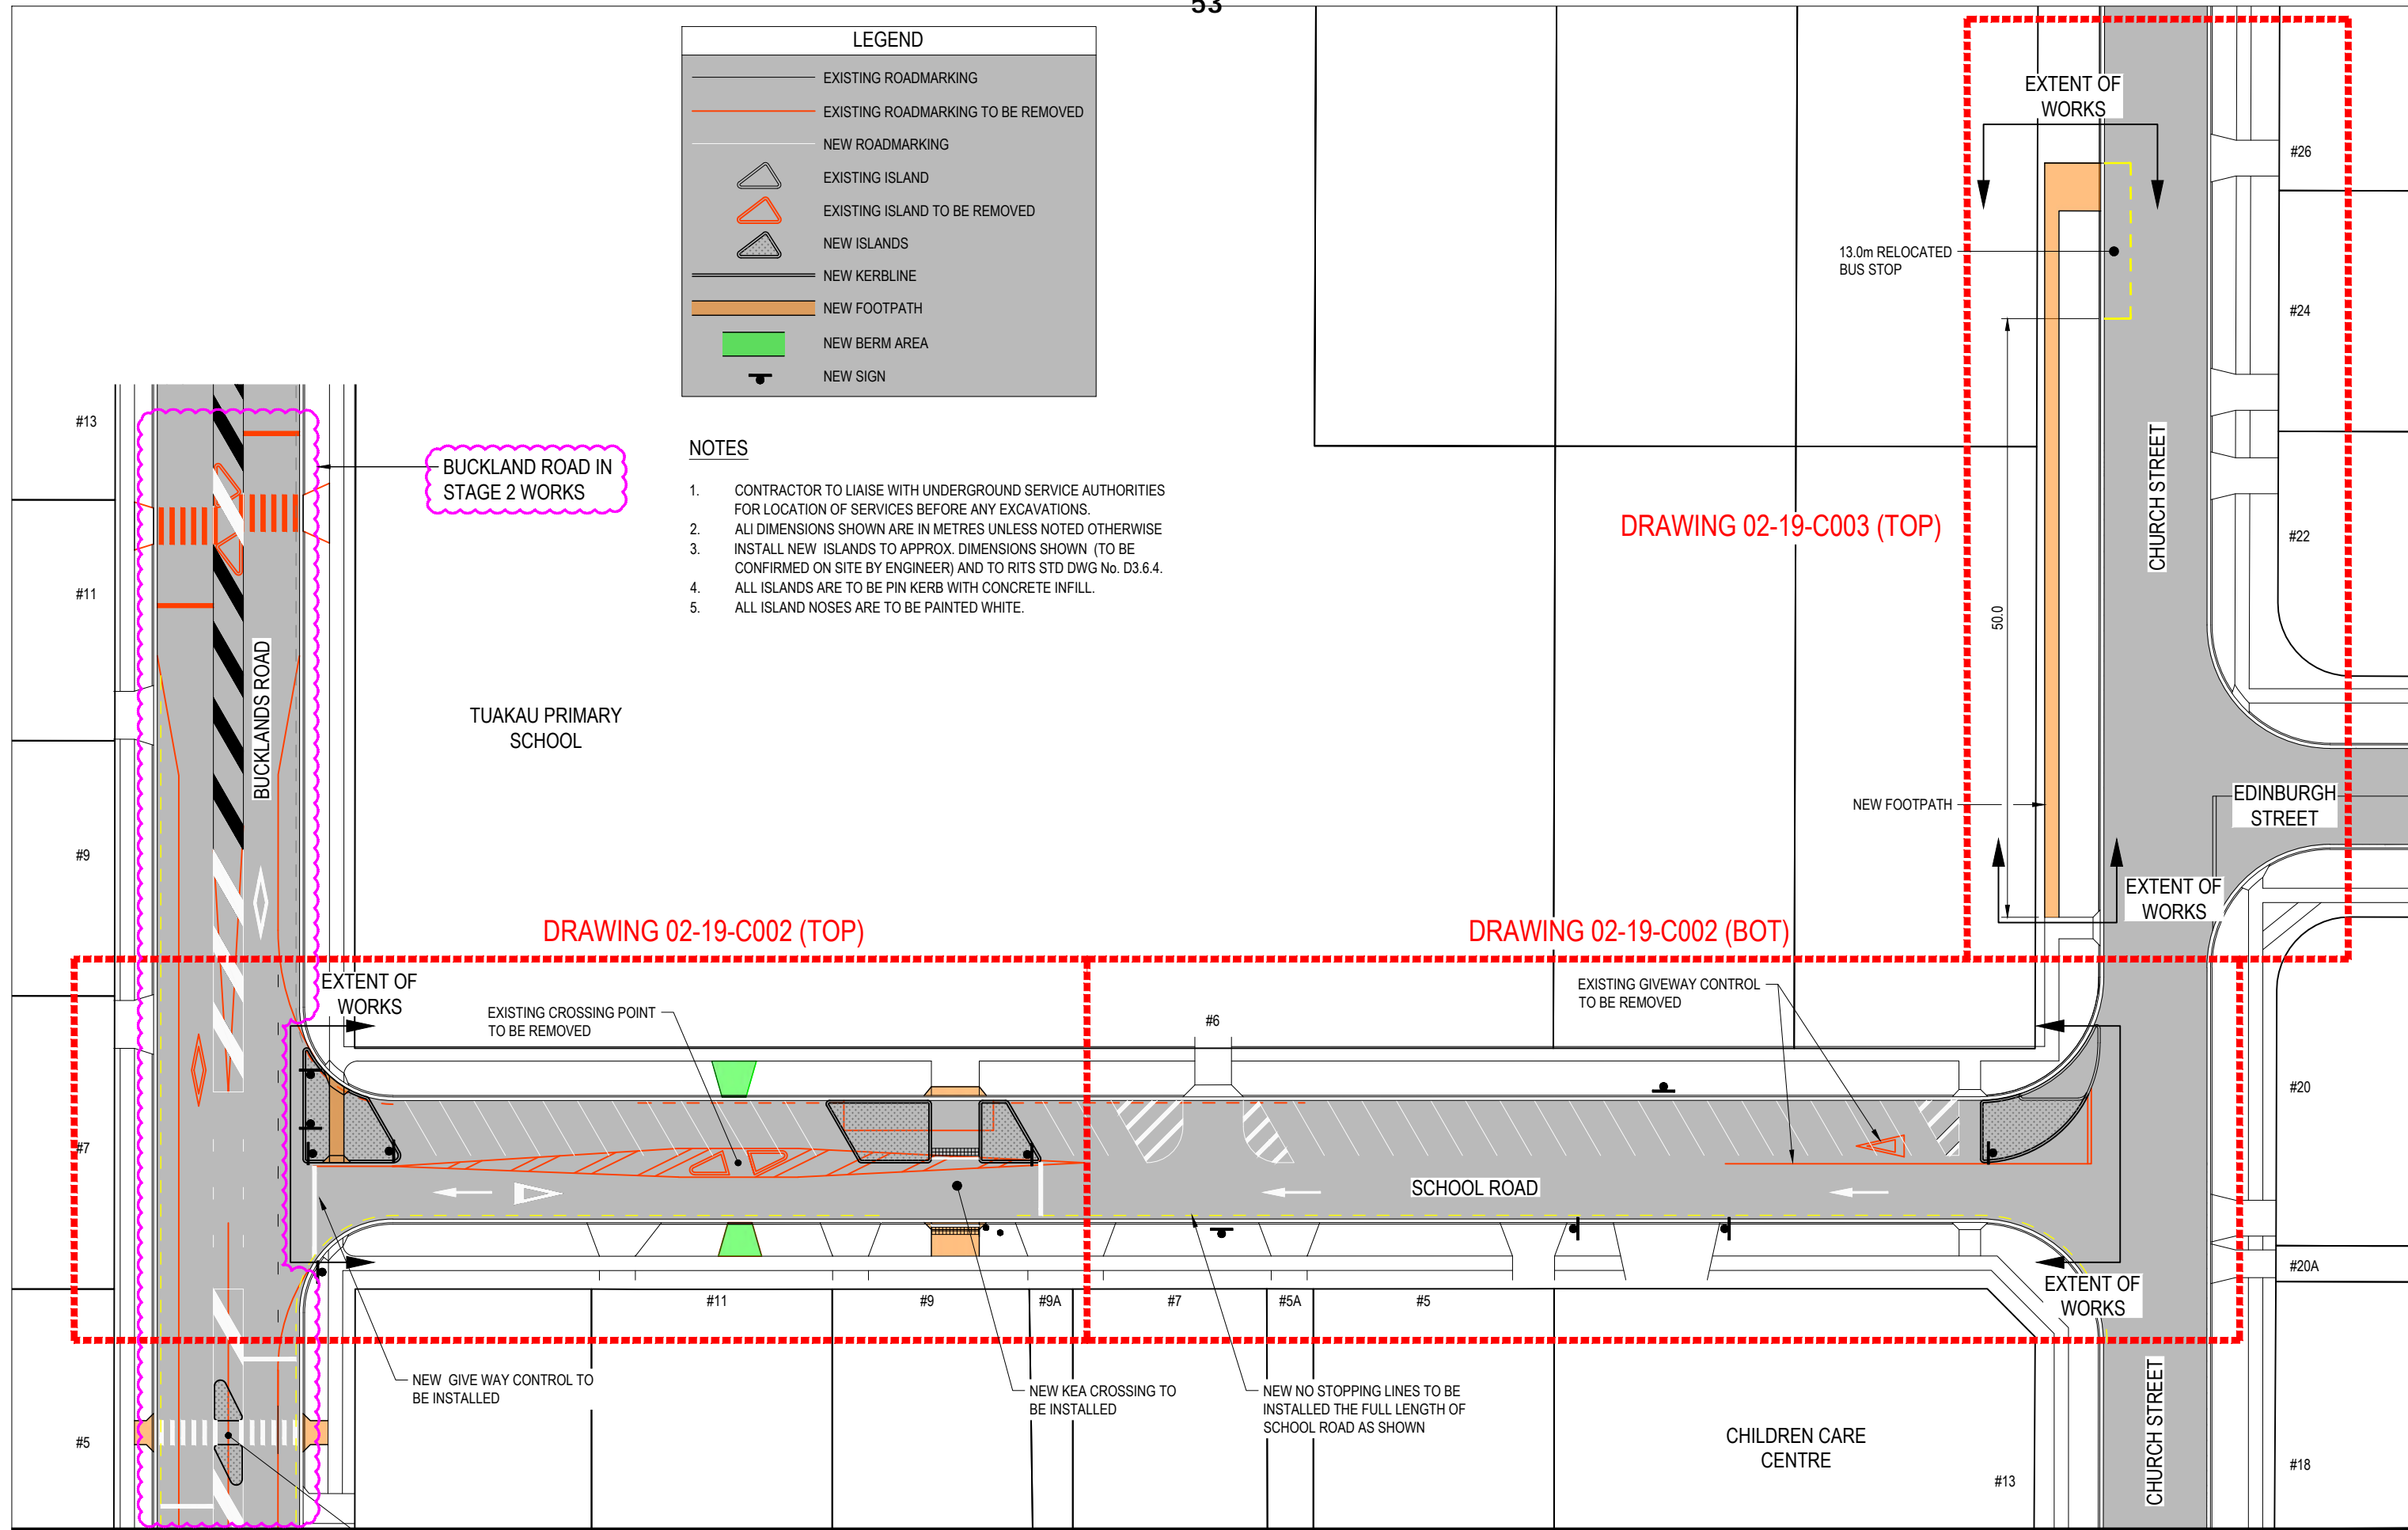 53
LEGEND
EXISTING ROADMARKING
EXISTING ROADMARKING TO BE REMOVED
NEW ROADMARKING
EXISTING ISLAND
EXISTING ISLAND TO BE REMOVED
NEW ISLANDS
NEW KERBLINE
NEW FOOTPATH
NEW BERM AREA
NEW SIGN
EXTENT OF
WORKS
#26
13.0m RELOCATED
BUS STOP
#24
#13
BUCKLAND ROAD IN
STAGE 2 WORKS
NOTES
1. CONTRACTOR TO LIAISE WITH UNDERGROUND SERVICE AUTHORITIES
FOR LOCATION OF SERVICES BEFORE ANY EXCAVATIONS.
2. ALl DIMENSIONS SHOWN ARE IN METRES UNLESS NOTED OTHERWISE
3. INSTALL NEW ISLANDS TO APPROX. DIMENSIONS SHOWN (TO BE
CONFIRMED ON SITE BY ENGINEER) AND TO RITS STD DWG No. D3.6.4.
4. ALL ISLANDS ARE TO BE PIN KERB WITH CONCRETE INFILL.
5. ALL ISLAND NOSES ARE TO BE PAINTED WHITE.
DRAWING 02-19-C003 (TOP)
CHURCH STREET
#22
#11
50.0
BUCKLANDS ROAD
TUAKAU PRIMARY
SCHOOL
NEW FOOTPATH
EDINBURGH
STREET
#9
EXTENT OF
WORKS
DRAWING 02-19-C002 (TOP)
DRAWING 02-19-C002 (BOT)
EXTENT OF
WORKS
EXISTING CROSSING POINT
TO BE REMOVED
#6
EXISTING GIVEWAY CONTROL
TO BE REMOVED
#20
#7
SCHOOL ROAD
#20A
EXTENT OF
WORKS
#11
#9
#9A
#7
#5A
#5
NEW GIVE WAY CONTROL TO
BE INSTALLED
NEW KEA CROSSING TO
BE INSTALLED
NEW NO STOPPING LINES TO BE
INSTALLED THE FULL LENGTH OF
SCHOOL ROAD AS SHOWN
CHURCH STREET
#5
CHILDREN CARE
CENTRE
#13
#18